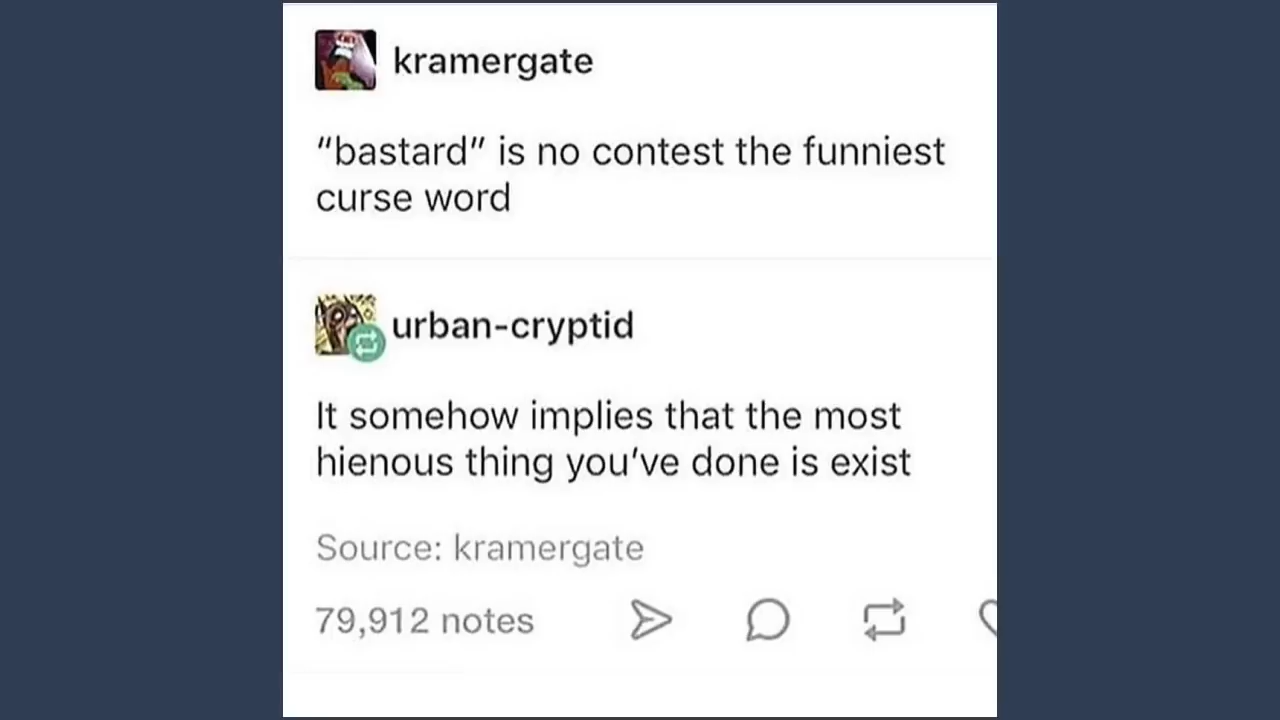 kramergate
"bastard" is no contest the funniest
curse word
urban-cryptid
It somehow implies that the most
hienous thing you've done is exist
Source: kramergate
79,912 notes